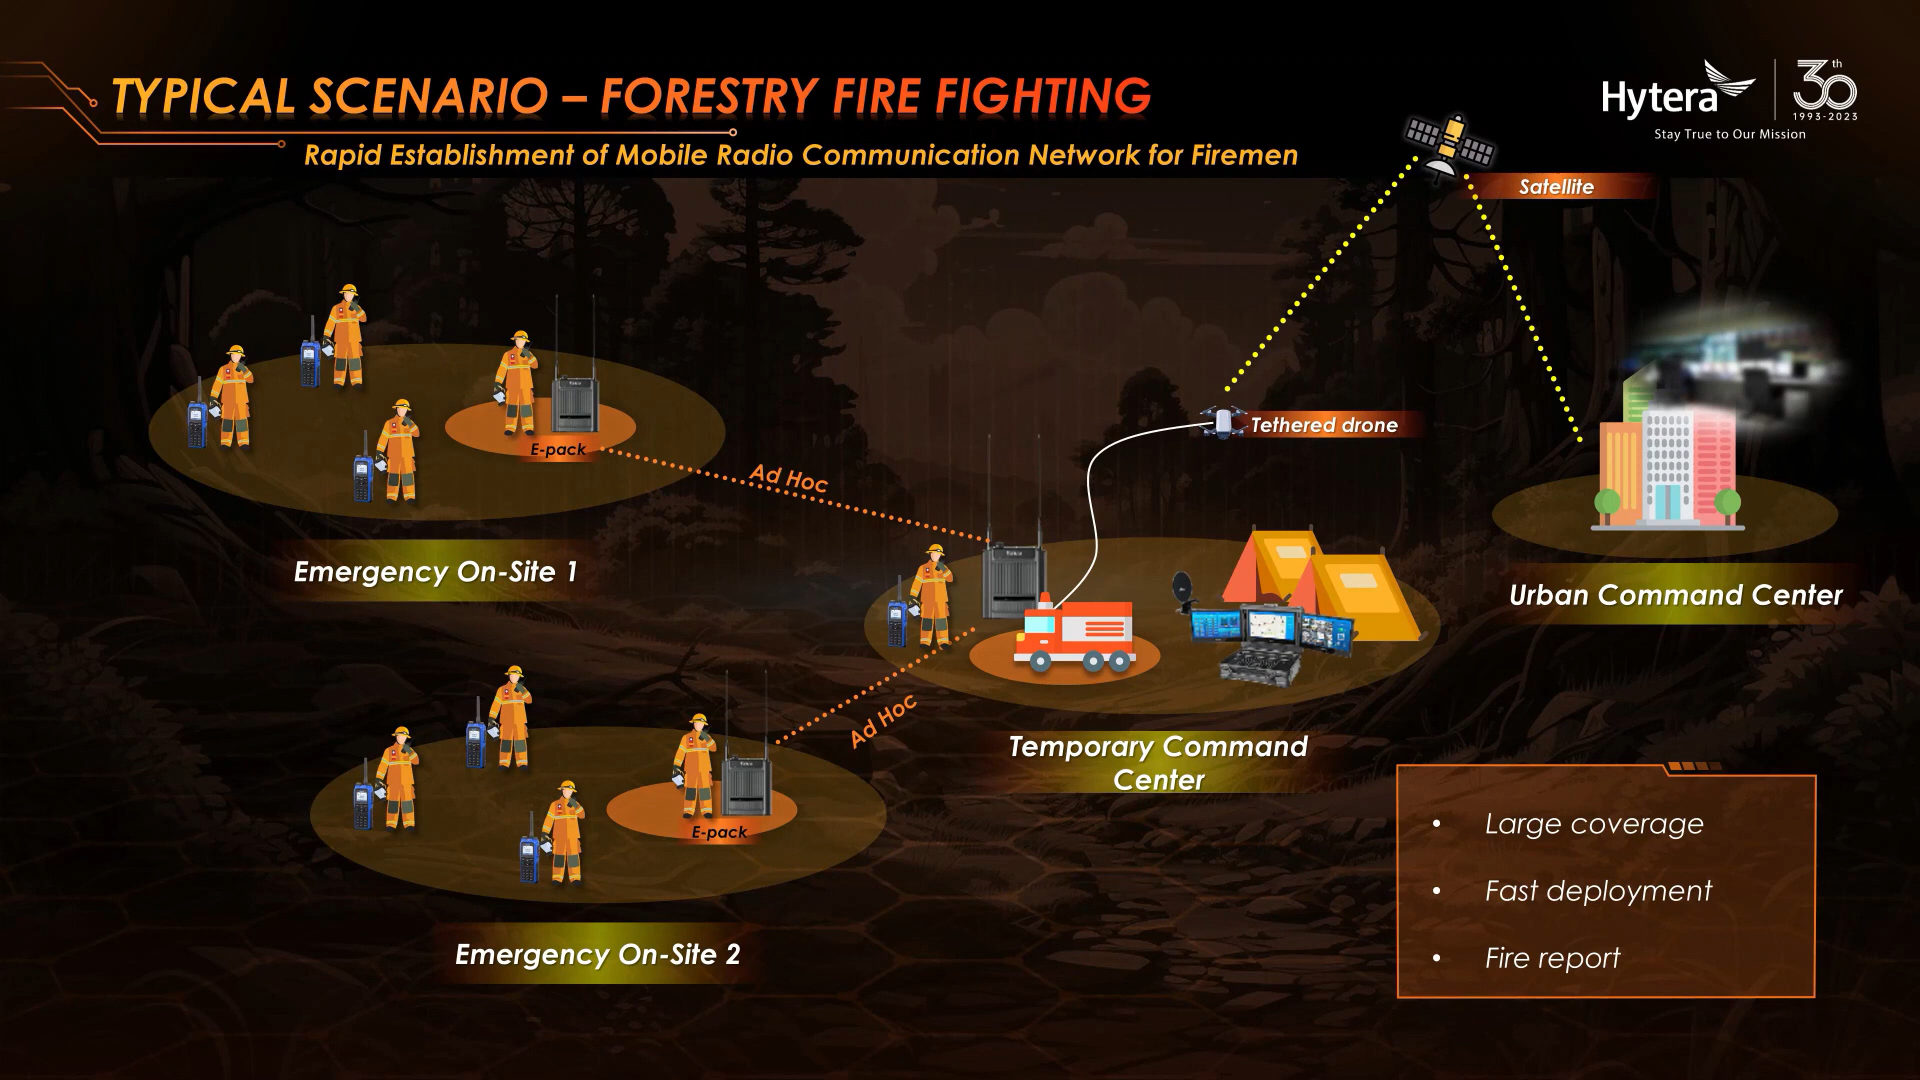 TYPICAL SCENARIO – FORESTRY FIRE FIGHTING
Rapid Establishment of Mobile Radio Communication Network for Firemen
Hytera
30th
1993-2023
Stay True to Our Mission
Satellite
Tethered drone
E-pack
Ad Hoc
Emergency On-Site 1
Urban Command Center
Ad Hoc
Temporary Command
Center
E-pack
Emergency On-Site 2
• Large coverage
• Fast deployment
• Fire report